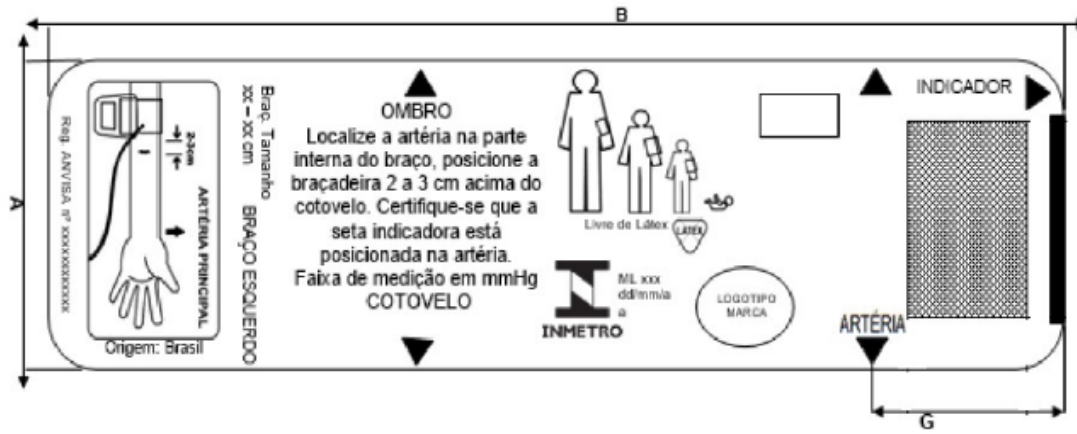 B
A
Reg. ANVISA nº xxxxxxxxxxxxx
2-3cm
ARTÉRIA PRINCIPAL
Origem: Brasil
Braç. Tamanho
xx – xx cm
BRAÇO ESQUERDO
OMBRO
Localize a artéria na parte
interna do braço, posicione a
braçadeira 2 a 3 cm acima do
cotovelo. Certifique-se que a
seta indicadora está
posicionada na artéria.
Faixa de medição em mmHg
COTOVELO
Livre de Látex
LÁTEX
INMETRO
ML xxx
dd/mm/a
a
LOGOTIPO
MARCA
INDICADOR
ARTÉRIA
G